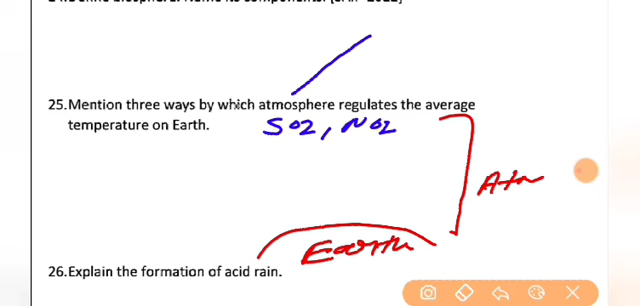 25.Mention three ways by which atmosphere regulates the average
temperature on Earth.
SO2, NO2
Atm
Earth
26.Explain the formation of acid rain.